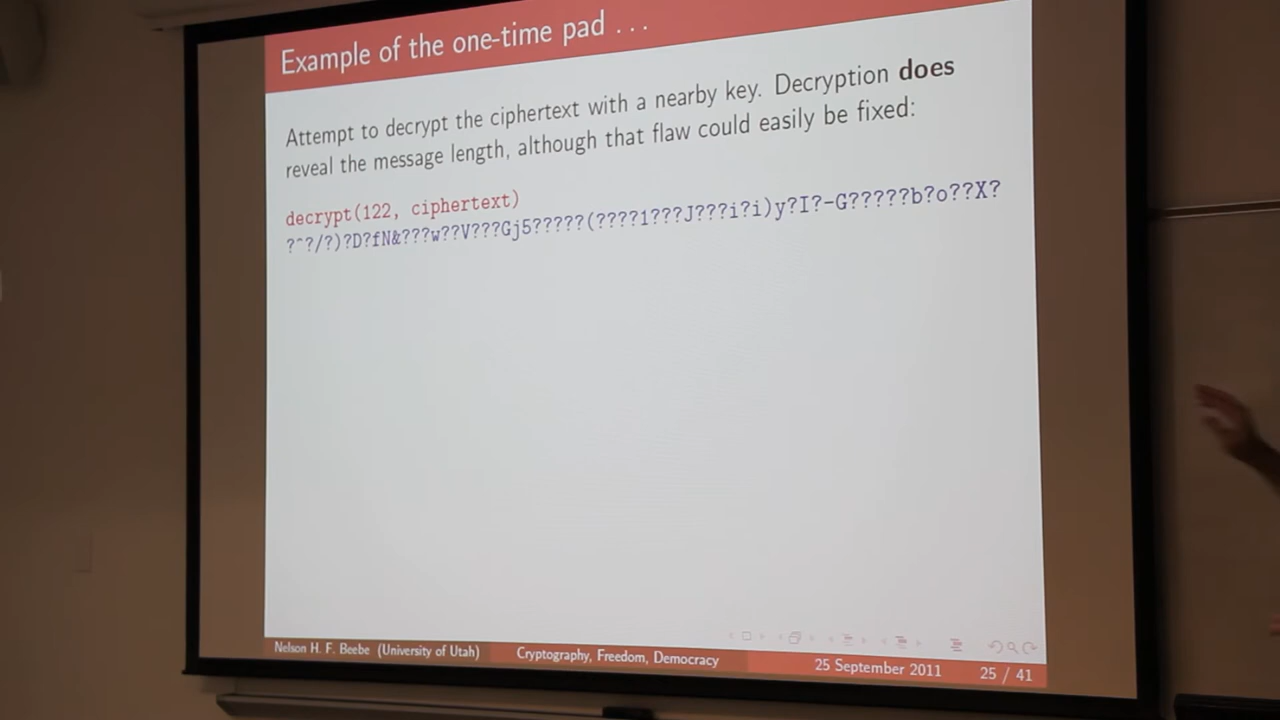 Example of the one-time pad . . .
Attempt to decrypt the ciphertext with a nearby key. Decryption does
reveal the message length, although that flaw could easily be fixed:
decrypt(122, ciphertext)
?^?/?)?D?fN&???w??V???Gj5?????(????1???J???i?i)y?I?-G?????b?o??X?
Nelson H. F. Beebe (University of Utah)
Cryptography, Freedom, Democracy
25 September 2011
25 / 41